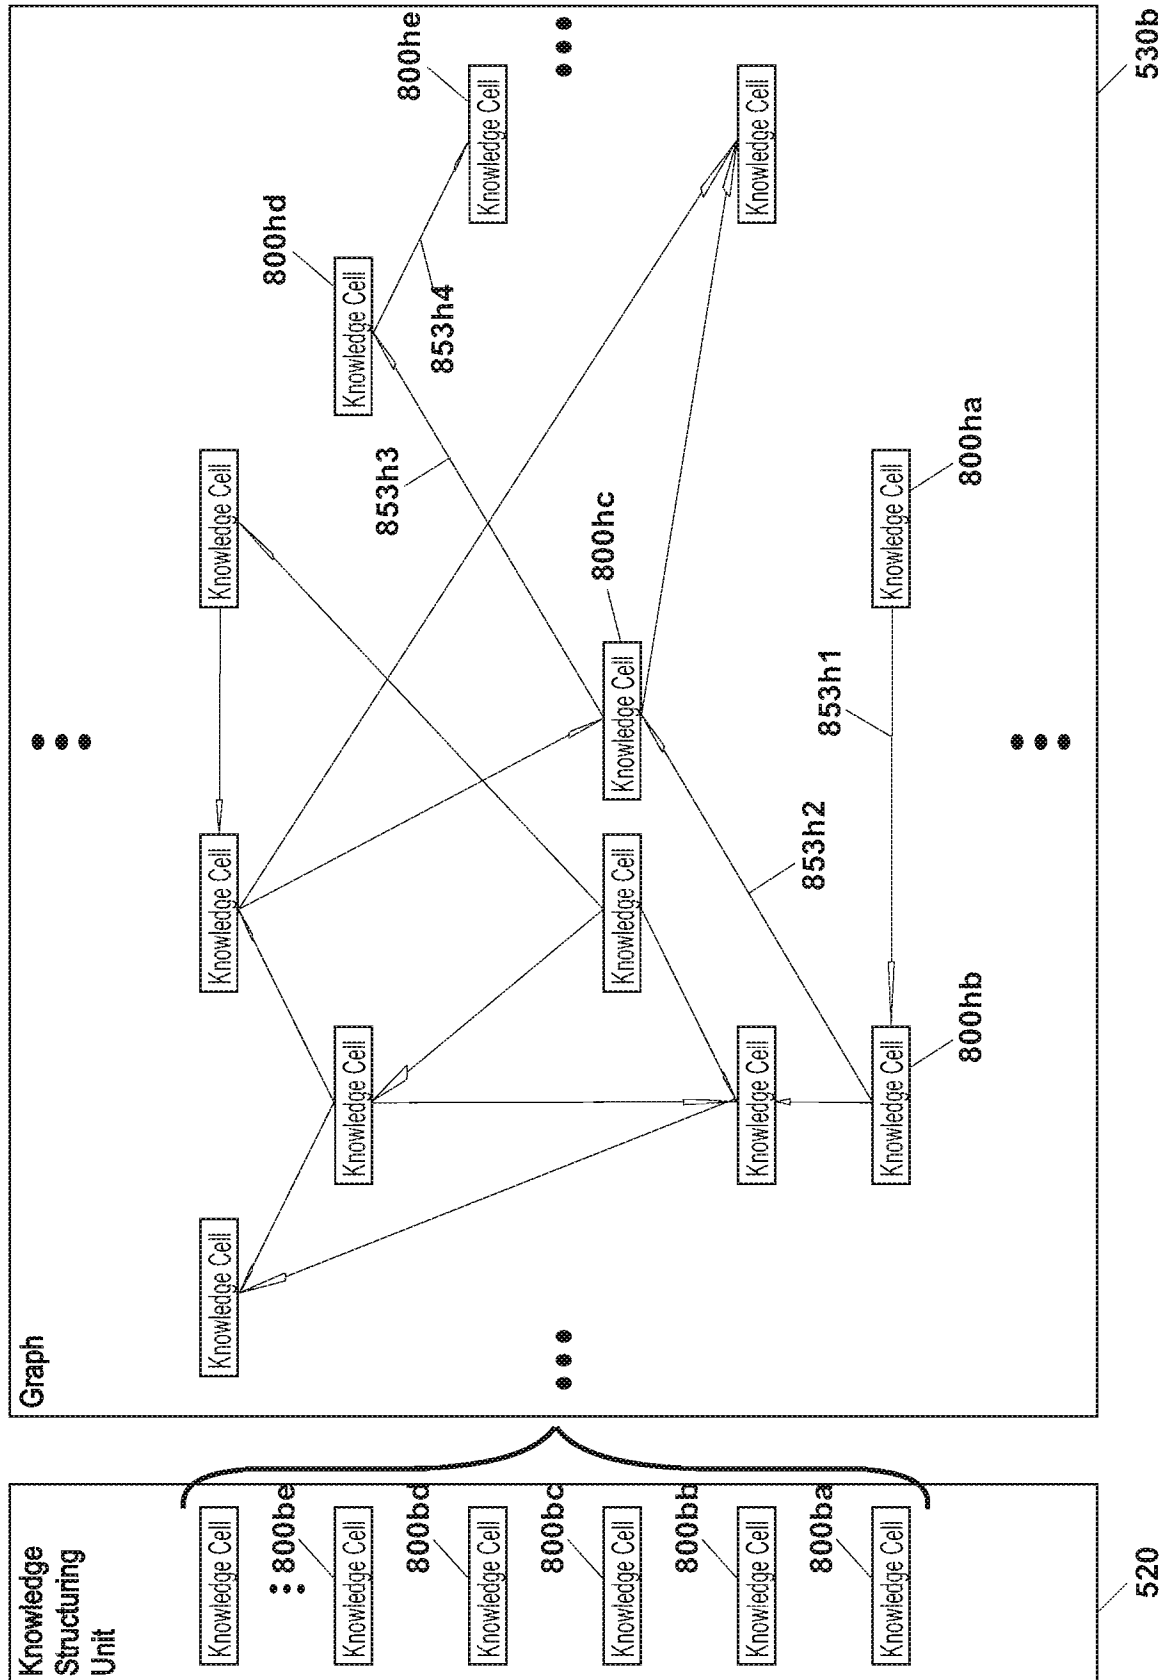 Knowledge
Structuring
Unit
Knowledge Cell
800be
Knowledge Cell
800bd
Knowledge Cell
800bc
Knowledge Cell
800bb
Knowledge Cell
800ba
Knowledge Cell
520
Graph
Knowledge Cell
Knowledge Cell
Knowledge Cell
Knowledge Cell
Knowledge Cell
800hd
Knowledge Cell
800he
Knowledge Cell
853h4
853h3
Knowledge Cell
800hc
Knowledge Cell
Knowledge Cell
Knowledge Cell
853h2
853h1
Knowledge Cell
800hb
Knowledge Cell
800ha
530b